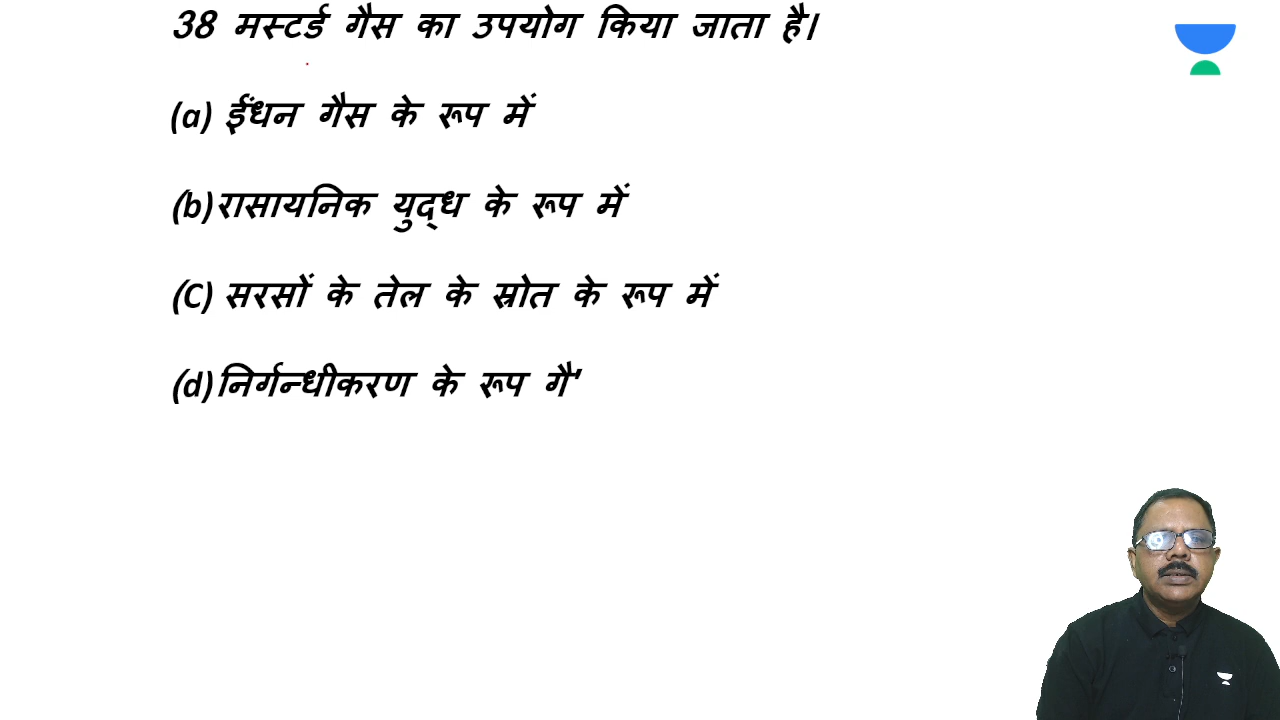 38 मस्टर्ड गैस का उपयोग किया जाता है।
(a) ईंधन गैस के रूप में
(b)रासायनिक युद्ध के रूप में
(C) सरसों के तेल के स्रोत के रूप में
(d)निर्गन्धीकरण के रूप गै'